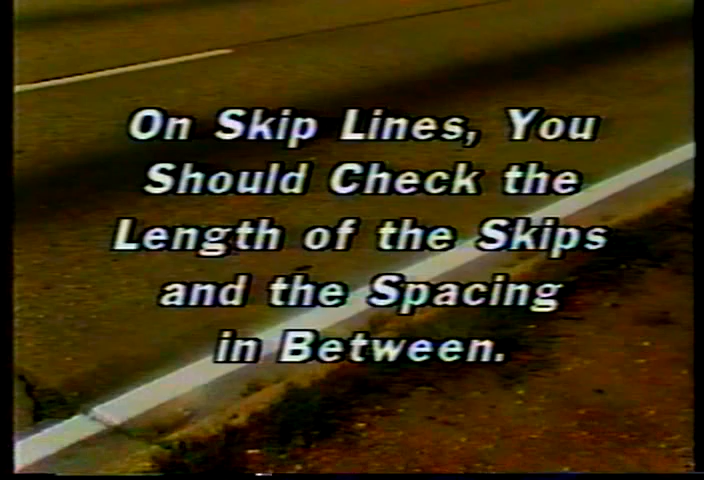 On Skip Lines, You
Should Check the
Length of the Skips
and the Spacing
in Between.